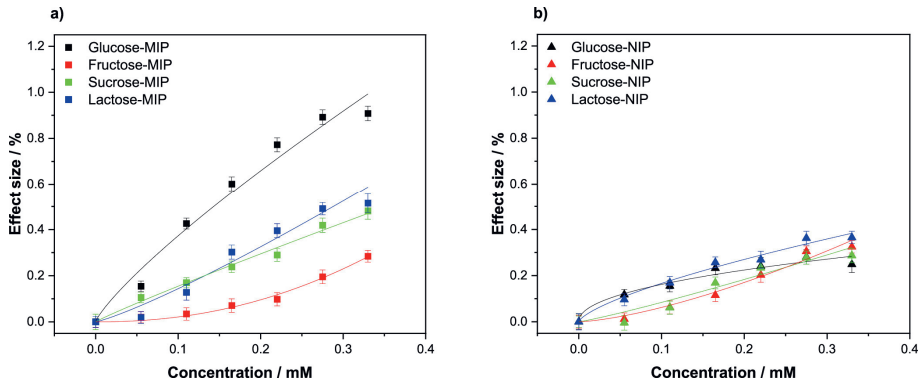 a)
Effect size / %
1.2
1.0
0.8
0.6
0.4
0.2
0.0
Glucose-MIP
Fructose-MIP
Sucrose-MIP
Lactose-MIP
0.0 0.1 0.2 0.3 0.4
Concentration / mM
b)
Effect size / %
1.2
1.0
0.8
0.6
0.4
0.2
0.0
Glucose-NIP
Fructose-NIP
Sucrose-NIP
Lactose-NIP
0.0 0.1 0.2 0.3 0.4
Concentration / mM